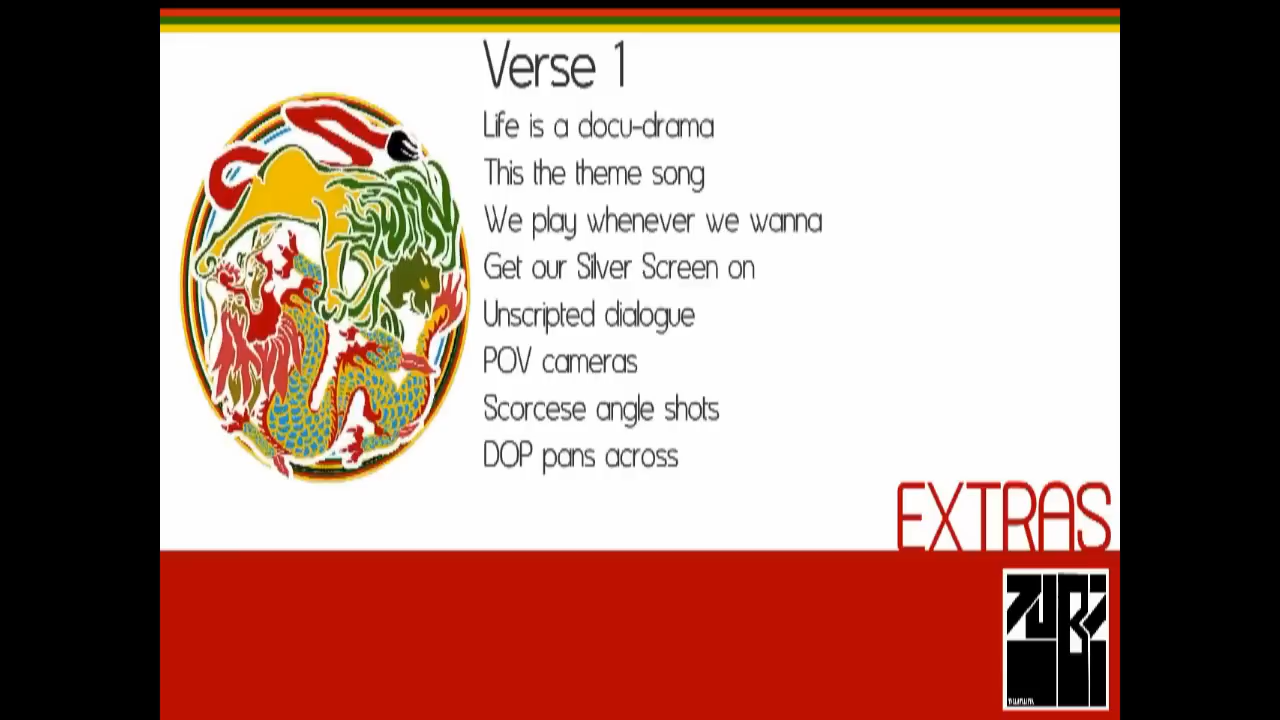 Verse 1
Life is a docu-drama
This the theme song
We play whenever we wanna
Get our Silver Screen on
Unscripted dialogue
POV cameras
Scorcese angle shots
DOP pans across
EXTRAS